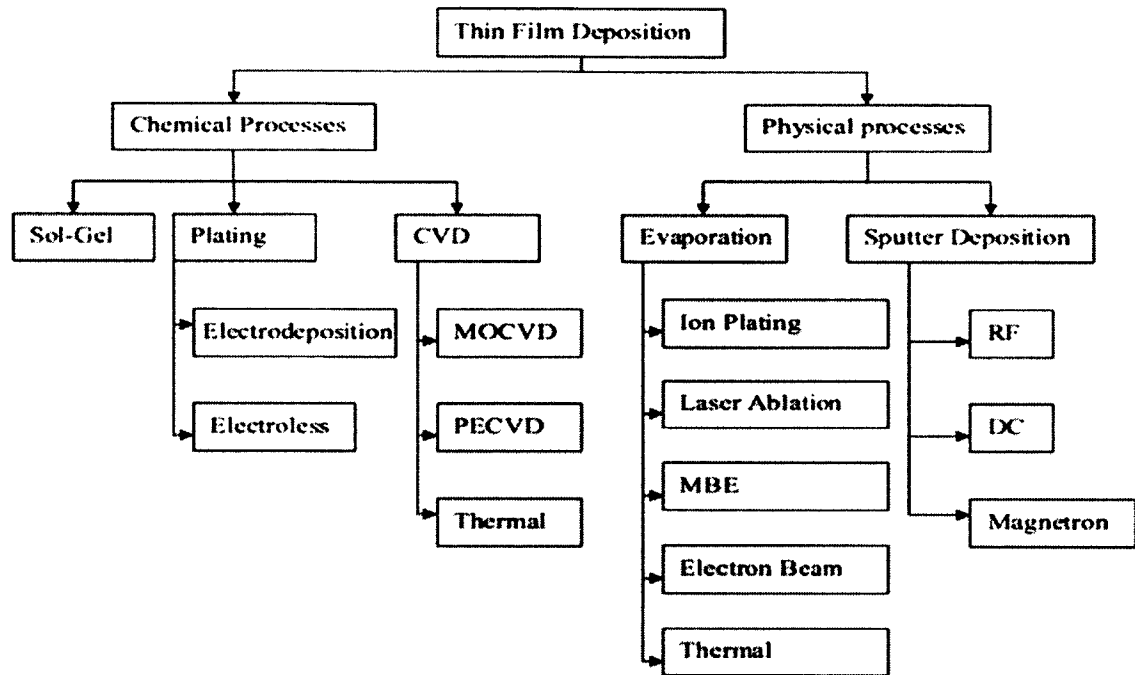 Thin Film Deposition
Chemical Processes
Physical processes
Sol-Gel
Plating
CVD
Evaporation
Sputter Deposition
Electrodeposition
Electroless
MOCVD
PECVD
Thermal
Ion Plating
Laser Ablation
MBE
Electron Beam
Thermal
RF
DC
Magnetron